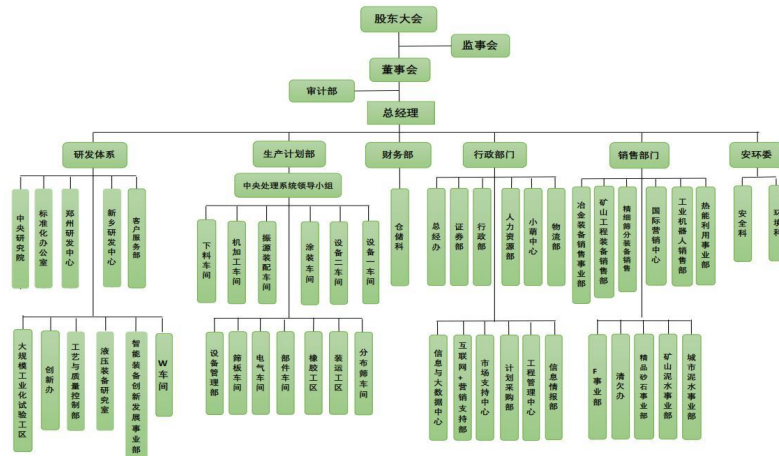 股东大会
监事会
董事会
审计部
总经理
研发体系
生产计划部
财务部
行政部门
销售部门
安环委
中央处理系统领导小组
中央研究院
标准化办公室
郑州研发中心
新乡研发中心
客户服务部
下料车间
机加工车间
振源装配车间
涂装车间
设备二车间
设备一车间
仓储科
总经办
证券部
行政部
人力资源部
小萌中心
物流部
冶金装备销售事业部
矿山工程装备销售部
精细筛分装备销售
国际营销中心
工业机器人销售部
热能利用事业部
安全科
环境科
大规模工业化试验工区
创新办
工艺与质量控制部
液压装备研究室
智能装备创新发展事业部
W车间
设备管理部
筛板车间
电气车间
部件车间
橡胶工区
装运工区
分布筛车间
信息与大数据中心
互联网+营销支持部
市场支持中心
计划采购部
工程管理中心
信息情报部
F事业部
清欠办
精品砂石事业部
矿山泥水事业部
城市泥水事业部